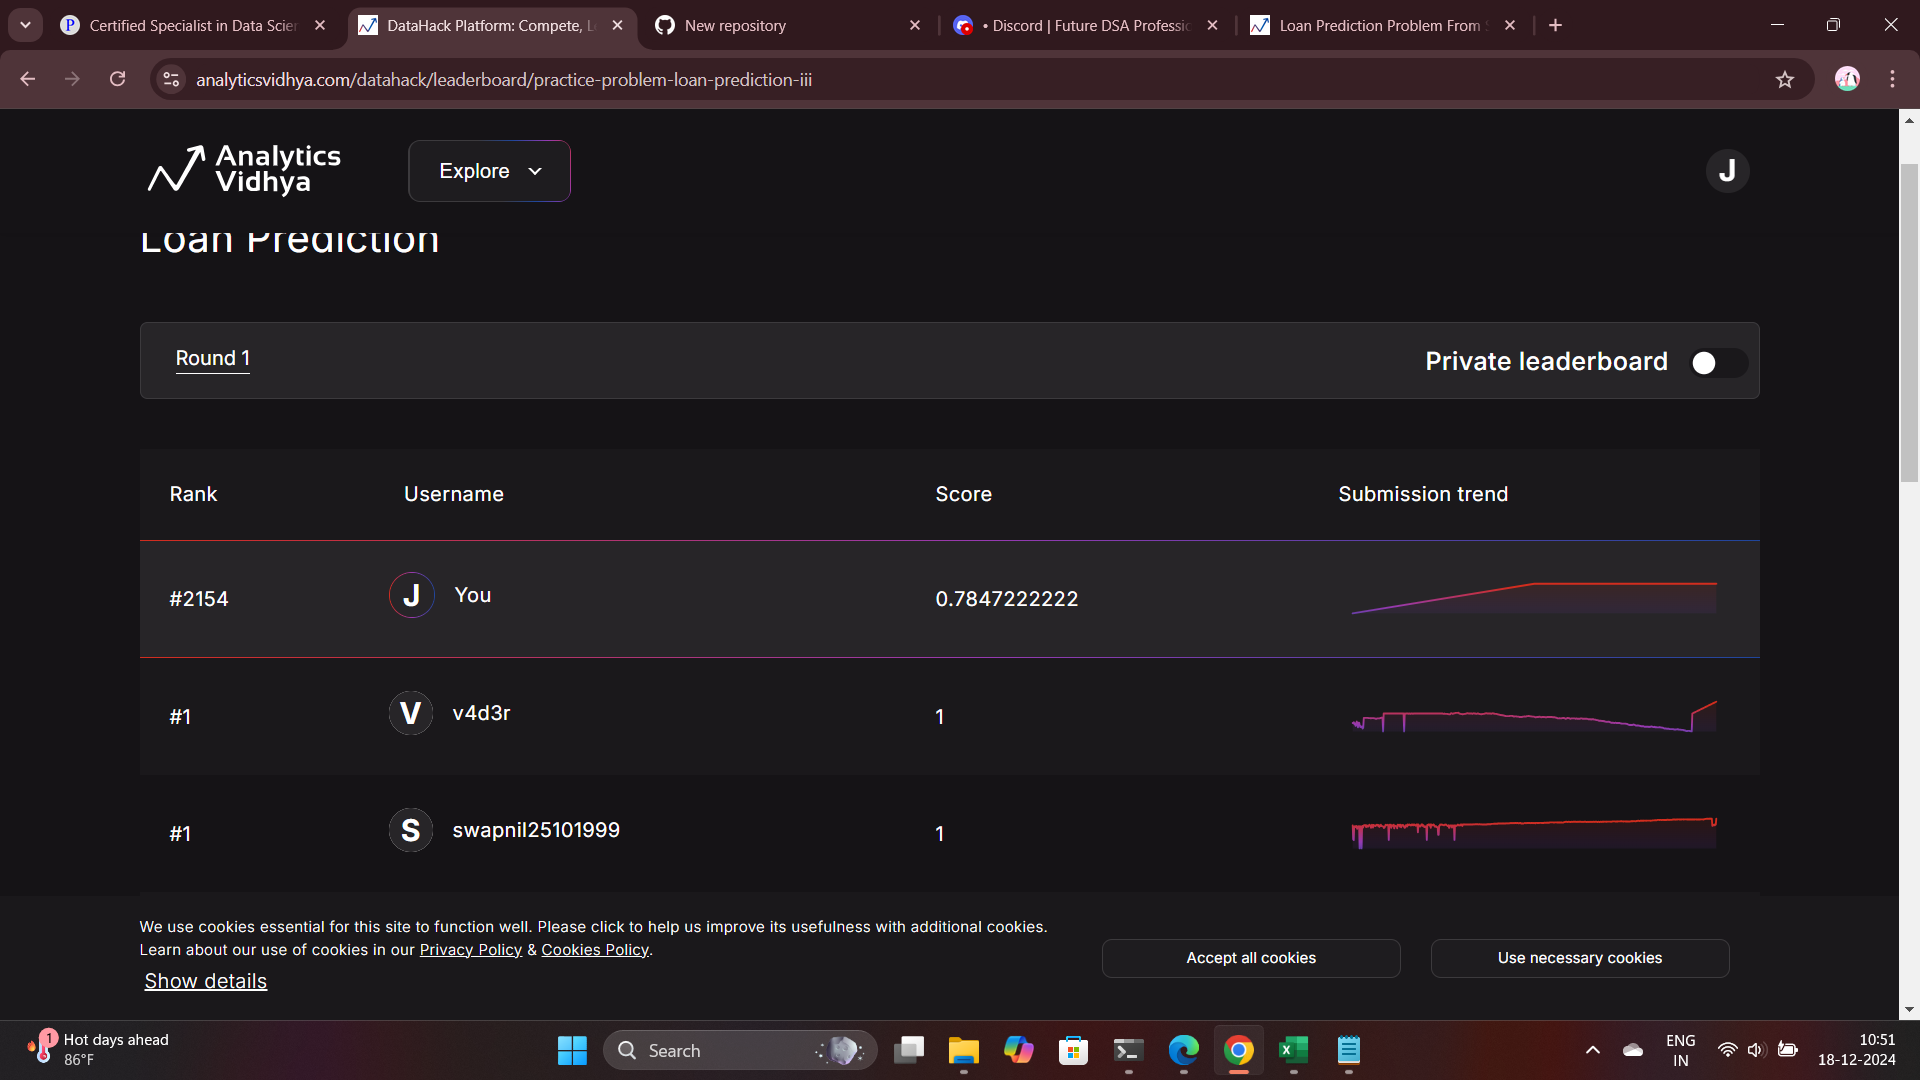 Certified Specialist in Data Scien
DataHack Platform: Compete, L
New repository
• Discord | Future DSA Professio
Loan Prediction Problem From S
analyticsvidhya.com/datahack/leaderboard/practice-problem-loan-prediction-iii
Analytics
Vidhya
Explore
J
Loan Prediction
Round 1
Private leaderboard
Rank Username Score Submission trend
#2154 J You 0.7847222222
#1 V v4d3r 1
#1 S swapnil25101999 1
We use cookies essential for this site to function well. Please click to help us improve its usefulness with additional cookies.
Learn about our use of cookies in our Privacy Policy & Cookies Policy.
Show details
Accept all cookies
Use necessary cookies
1
Hot days ahead
86°F
Search
ENG
IN
10:51
18-12-2024